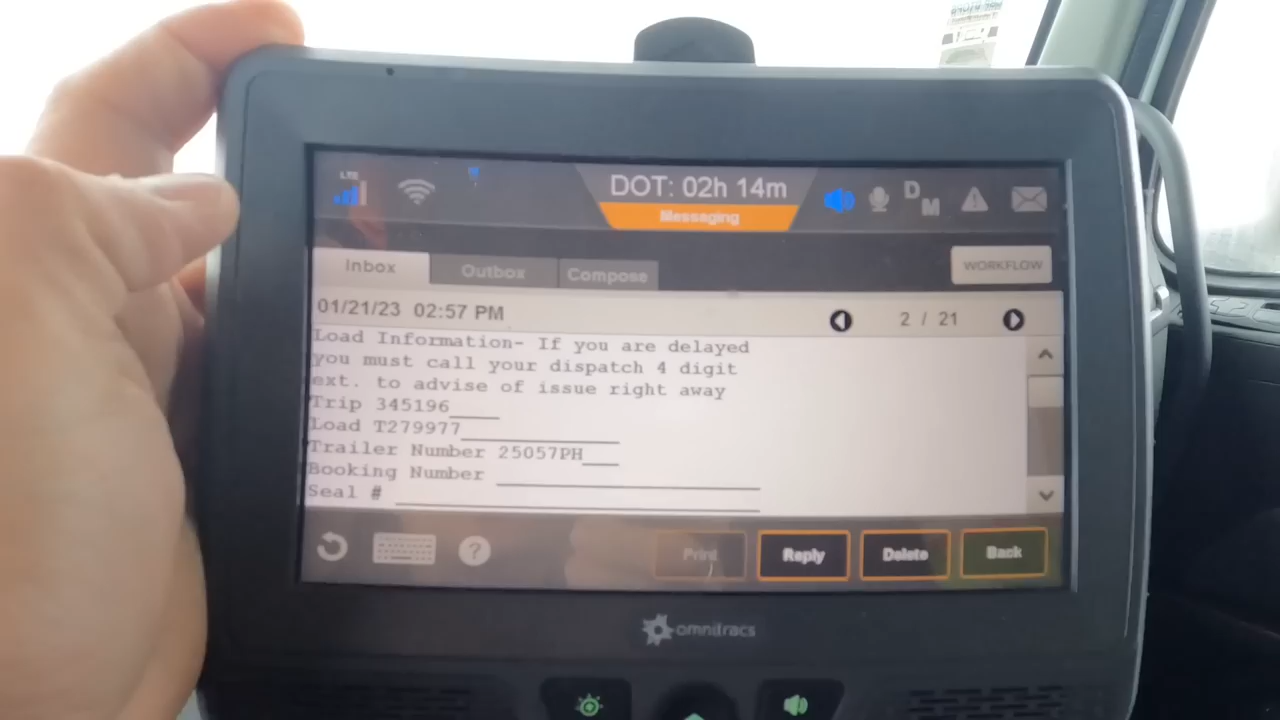 LTE
DOT: 02h 14m
DM
Messaging
Inbox
Outbox
Compose
WORKFLOW
01/21/23 02:57 PM
2 / 21
Load Information- If you are delayed
you must call your dispatch 4 digit
ext. to advise of issue right away
Trip 345196
Load T279977
Trailer Number 25057PH
Booking Number
Seal #
?
Print
Reply
Delete
Back
omnitracs